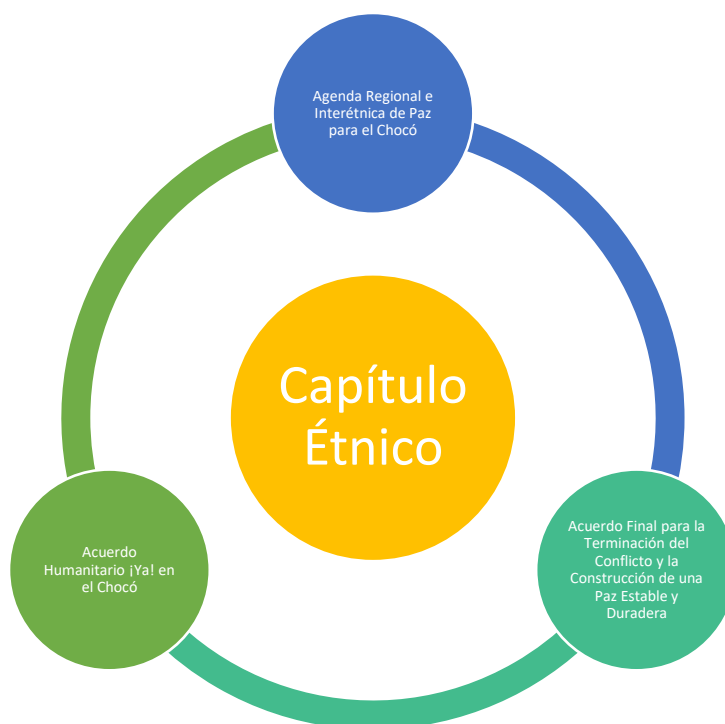 Agenda Regional e
Interétnica de Paz
para el Chocó
Capítulo
Étnico
Acuerdo
Humanitario ¡Ya! en
el Chocó
Acuerdo Final para la
Terminación del
Conflicto y la
Construcción de una
Paz Estable y
Duradera